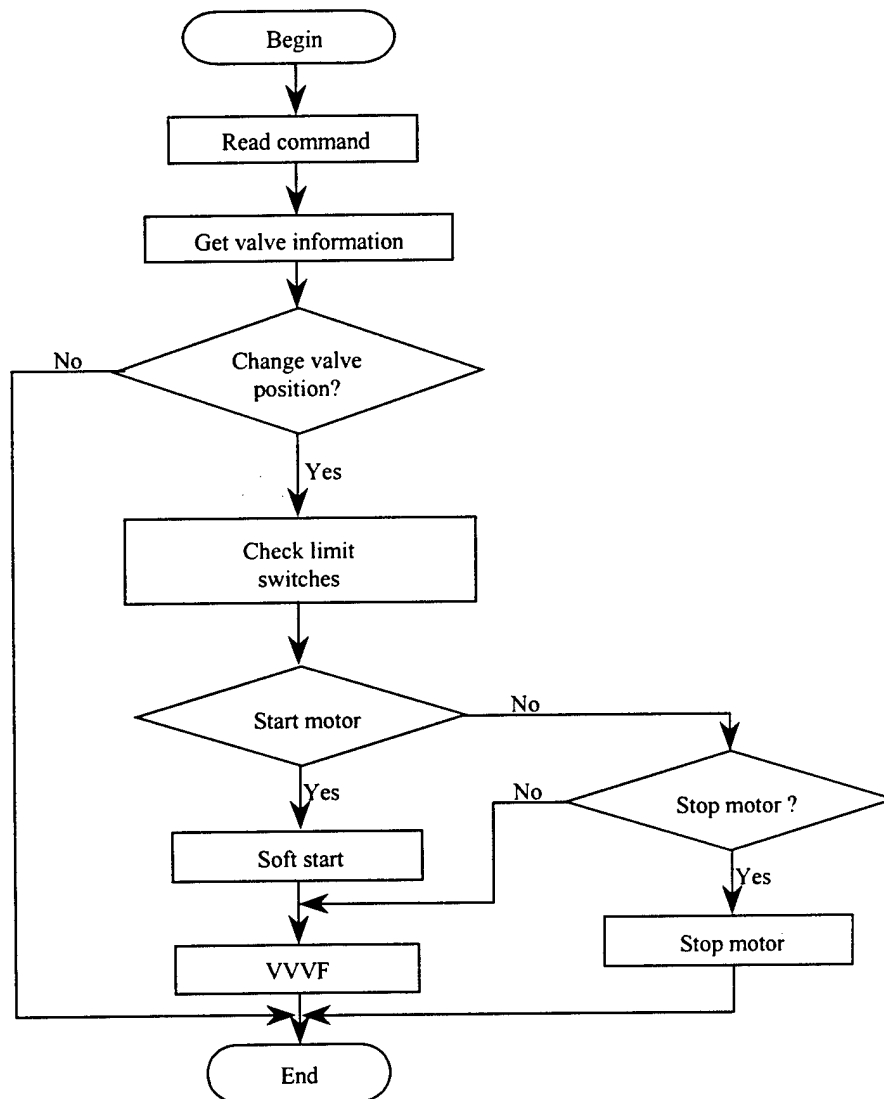 Begin
Read command
Get valve information
No
Change valve
position?
Yes
Check limit
switches
Start motor
No
Yes
No
Stop motor ?
Soft start
Yes
Stop motor
VVVF
End